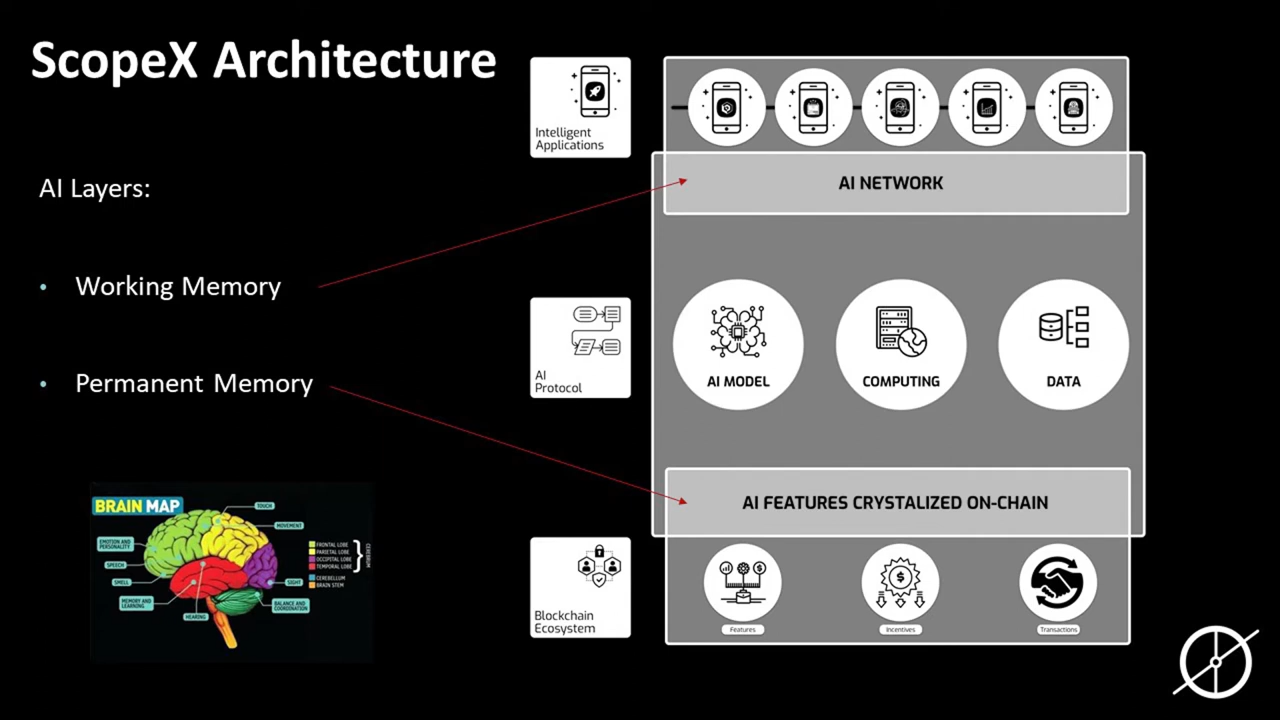 ScopeX Architecture
AI Layers:
• Working Memory
• Permanent Memory
BRAIN MAP
TOUCH
MOVEMENT
EMOTION AND
PERSONALITY
SPEECH
SMELL
MEMORY AND
LEARNING
HEARING
SIGHT
BALANCE AND
COORDINATION
FRONTAL LOBE
PARIETAL LOBE
OCCIPITAL LOBE
TEMPORAL LOBE
CEREBRUM
CEREBELLUM
BRAIN STEM
Intelligent
Applications
AI NETWORK
AI
Protocol
AI MODEL
COMPUTING
DATA
AI FEATURES CRYSTALIZED ON-CHAIN
Blockchain
Ecosystem
Features
Incentives
Transactions